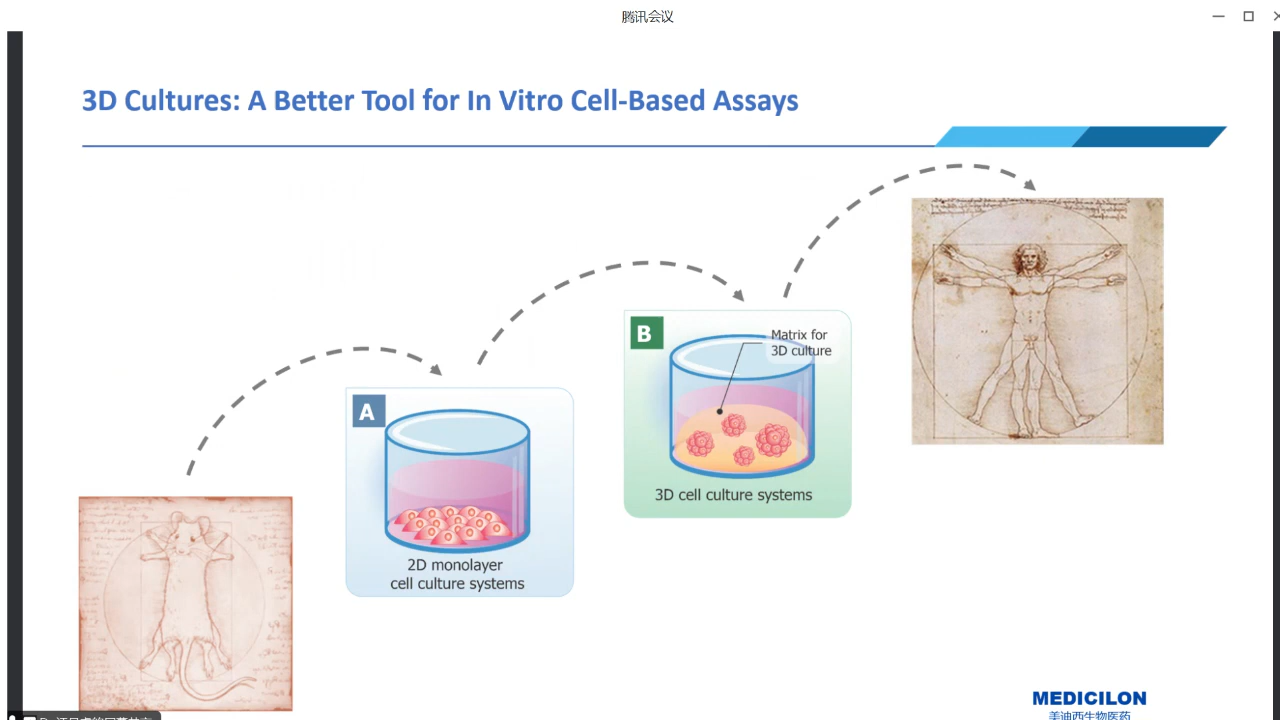 腾讯会议
3D Cultures: A Better Tool for In Vitro Cell-Based Assays
A
2D monolayer
cell culture systems
B
Matrix for
3D culture
3D cell culture systems
MEDICILON
美迪西生物医药